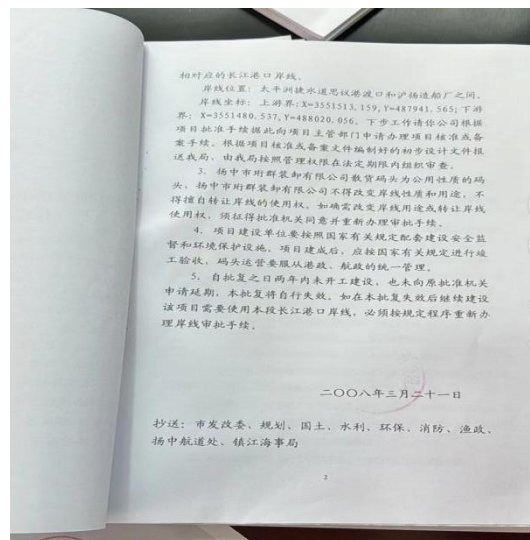 相对应的长江港口岸线。
岸线位置：太平洲捷水道思议港渡口和沪扬造船厂之间。
岸线坐标：上游界：X=3551513,159,Y=487941,565；下游
界：X=3551480.537,Y=488020.056。下步工作请你公司根据
项目批准手续据此向项目主管部门申请办理项目核准或备
案手续。根据项目核准或备案文件编制好的初步设计文件报
送我局，由我局按照管理权限在法定期限内组织审查。
3、扬中市珩群装卸有限公司散货码头为公用性质的码
头，扬中市珩群装卸有限公司不得改变岸线性质和用途，不
得擅自转让岸线的使用权。如确需改变岸线用途或转让岸线
使用权，须征得批准机关同意并重新办理审批手续。
4、项目建设单位要按照国家有关规定配套建设安全监
督和环境保护设施。项目建成后，应按国家有关规定进行竣
工验收，码头运营要服从港政、航政的统一管理。
5、自批复之日两年内未开工建设，也未向原批准机关
申请延期，本批复将自行失效。如在本批复失效后继续建设
该项目需要使用本段长江港口岸线，必须按规定程序重新办
理岸线审批手续。
二〇〇八年三月二十一日
抄送：市发改委、规划、国土、水利、环保、消防、渔政、
扬中航道处、镇江海事局
2